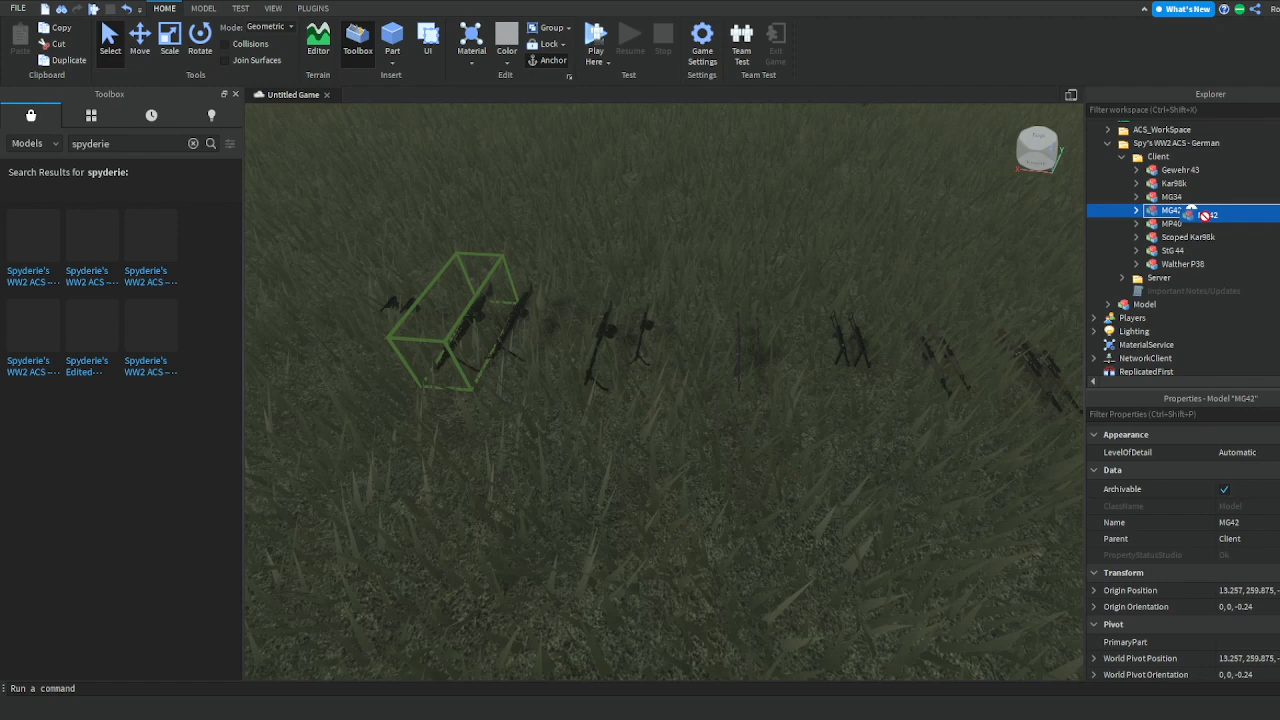 FILE
HOME
MODEL
TEST
VIEW
PLUGINS
What's New
Paste
Copy
Cut
Duplicate
Clipboard
Select
Move
Scale
Rotate
Mode: Geometric
Collisions
Join Surfaces
Tools
Editor
Terrain
Toolbox
Part
UI
Insert
Material
Color
Group
Lock
Anchor
Edit
Play
Here
Resume
Stop
Test
Game
Settings
Settings
Team
Test
Exit
Game
Team Test
Toolbox
Models
spyderie
Search Results for spyderie:
Spyderie's
WW2 ACS --···
Spyderie's
WW2 ACS --···
Spyderie's
WW2 ACS --···
Spyderie's
WW2 ACS --···
Spyderie's
Edited-···
Spyderie's
WW2 ACS --···
Untitled Game
Explorer
Filter workspace (Ctrl+Shift+X)
ACS_WorkSpace
Spy's WW2 ACS - German
Client
Gewehr 43
Kar98k
MG34
MG42
MP40
Scoped Kar98k
StG 44
Walther P38
Server
Important Notes/Updates
Model
Players
Lighting
MaterialService
NetworkClient
ReplicatedFirst
Properties - Model "MG42"
Filter Properties (Ctrl+Shift+P)
Appearance
LevelOfDetail Automatic
Data
Archivable
ClassName Model
Name MG42
Parent Client
PropertyStatusStudio Ok
Transform
Origin Position 13.257, 259.875, -
Origin Orientation 0, 0, -0.24
Pivot
PrimaryPart
World Pivot Position 13.257, 259.875, -
World Pivot Orientation 0, 0, -0.24
Run a command